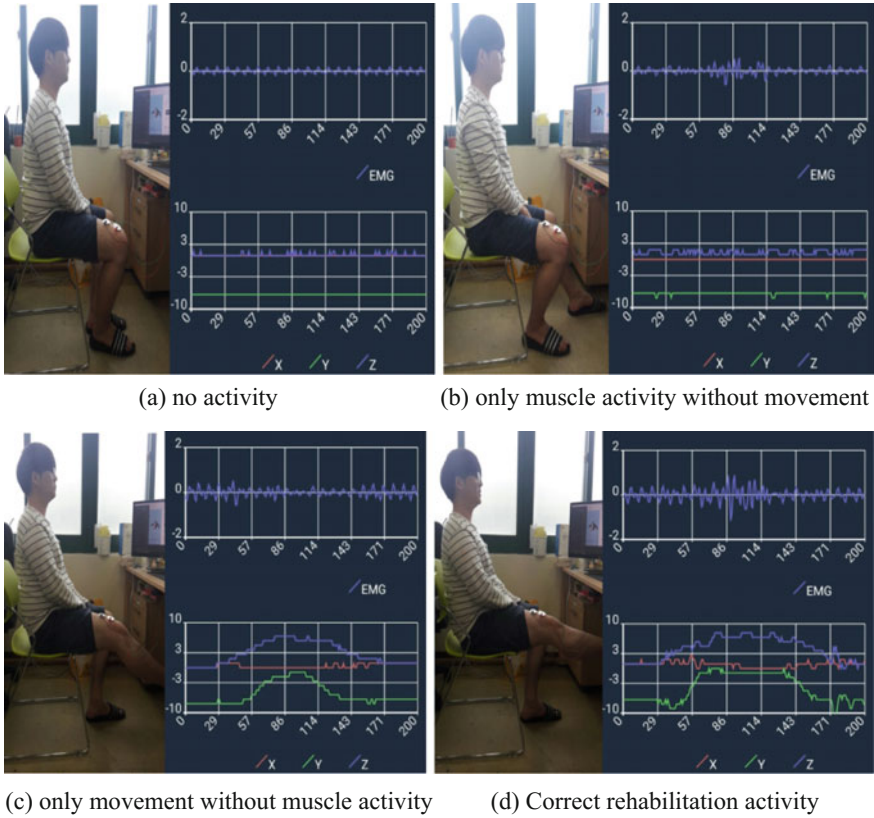 2
0
-2
0 29 57 86 114 143 171 200
EMG
10
3
-3
-10
0 29 57 86 114 143 171 200
X Y Z
(a) no activity
2
0
-2
0 29 57 86 114 143 171 200
EMG
10
3
-3
-10
0 29 57 86 114 143 171 200
X Y Z
(b) only muscle activity without movement
2
0
-2
0 29 57 86 114 143 171 200
EMG
10
3
-3
-10
0 29 57 86 114 143 171 200
X Y Z
(c) only movement without muscle activity
2
0
-2
0 29 57 86 114 143 171 200
EMG
10
3
-3
-10
0 29 57 86 114 143 171 200
X Y Z
(d) Correct rehabilitation activity